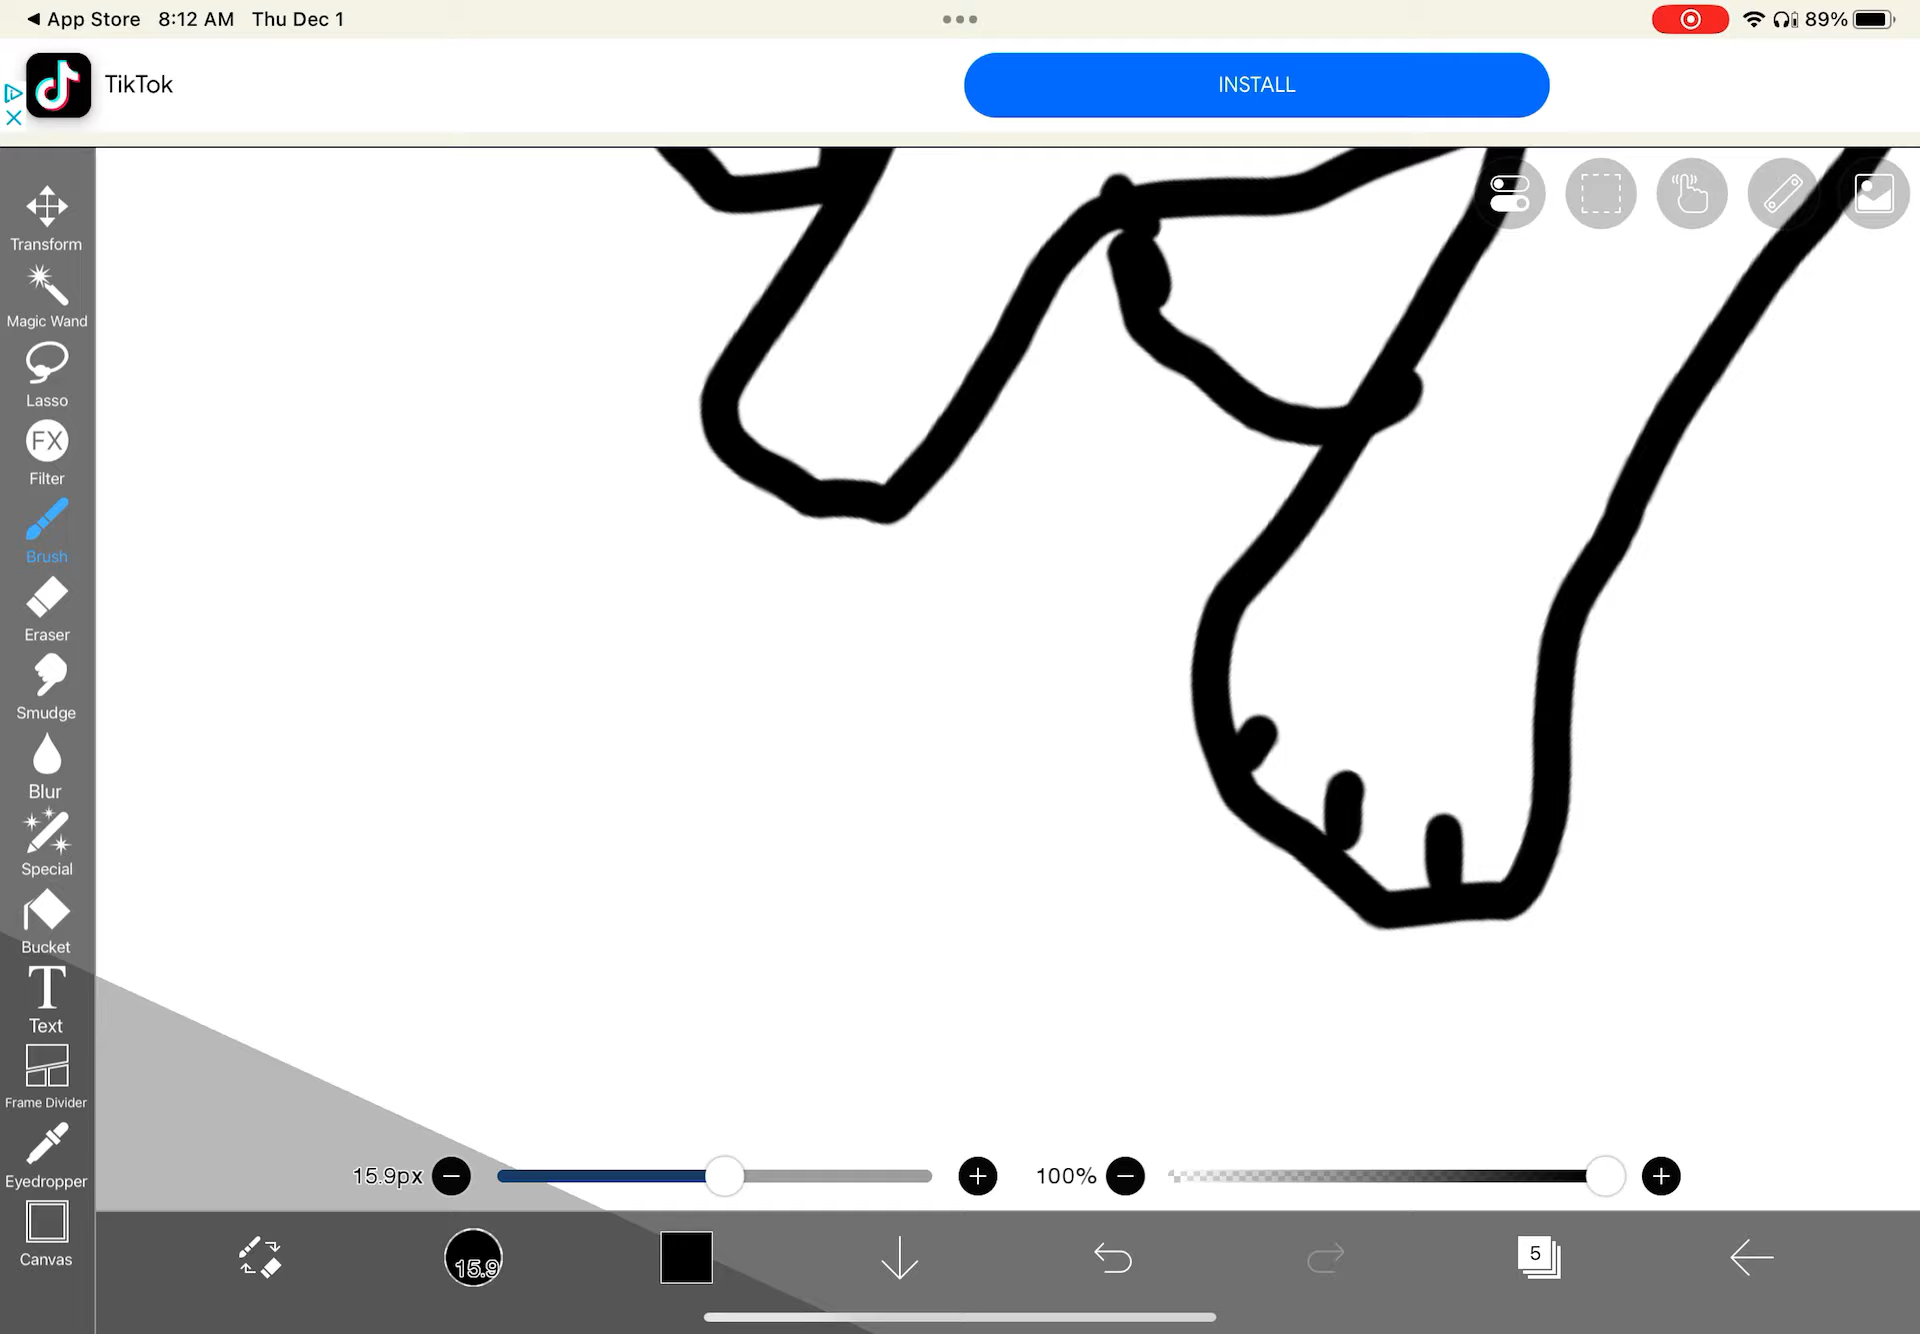 App Store 8:12 AM Thu Dec 1
89%
TikTok
INSTALL
Transform
Magic Wand
Lasso
FX
Filter
Brush
Eraser
Smudge
Blur
Special
Bucket
T
Text
Frame Divider
Eyedropper
Canvas
15.9px
100%
15.9
5